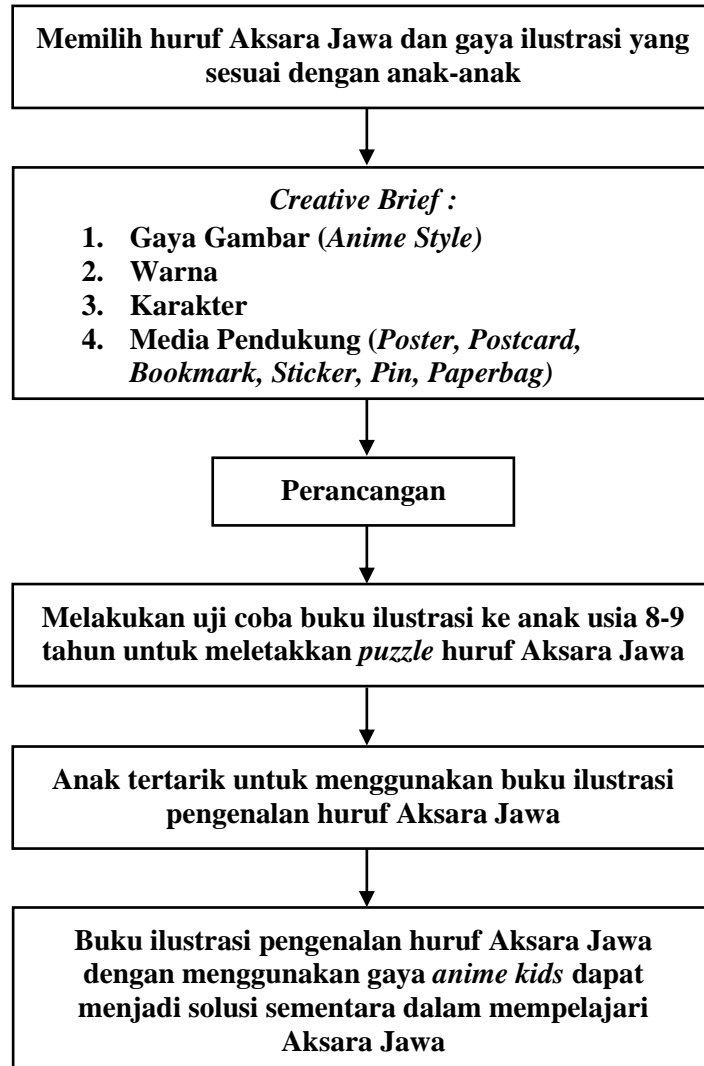 Memilih huruf Aksara Jawa dan gaya ilustrasi yang
sesuai dengan anak-anak
Creative Brief :
1. Gaya Gambar (Anime Style)
2. Warna
3. Karakter
4. Media Pendukung (Poster, Postcard,
Bookmark, Sticker, Pin, Paperbag)
Perancangan
Melakukan uji coba buku ilustrasi ke anak usia 8-9
tahun untuk meletakkan puzzle huruf Aksara Jawa
Anak tertarik untuk menggunakan buku ilustrasi
pengenalan huruf Aksara Jawa
Buku ilustrasi pengenalan huruf Aksara Jawa
dengan menggunakan gaya anime kids dapat
menjadi solusi sementara dalam mempelajari
Aksara Jawa